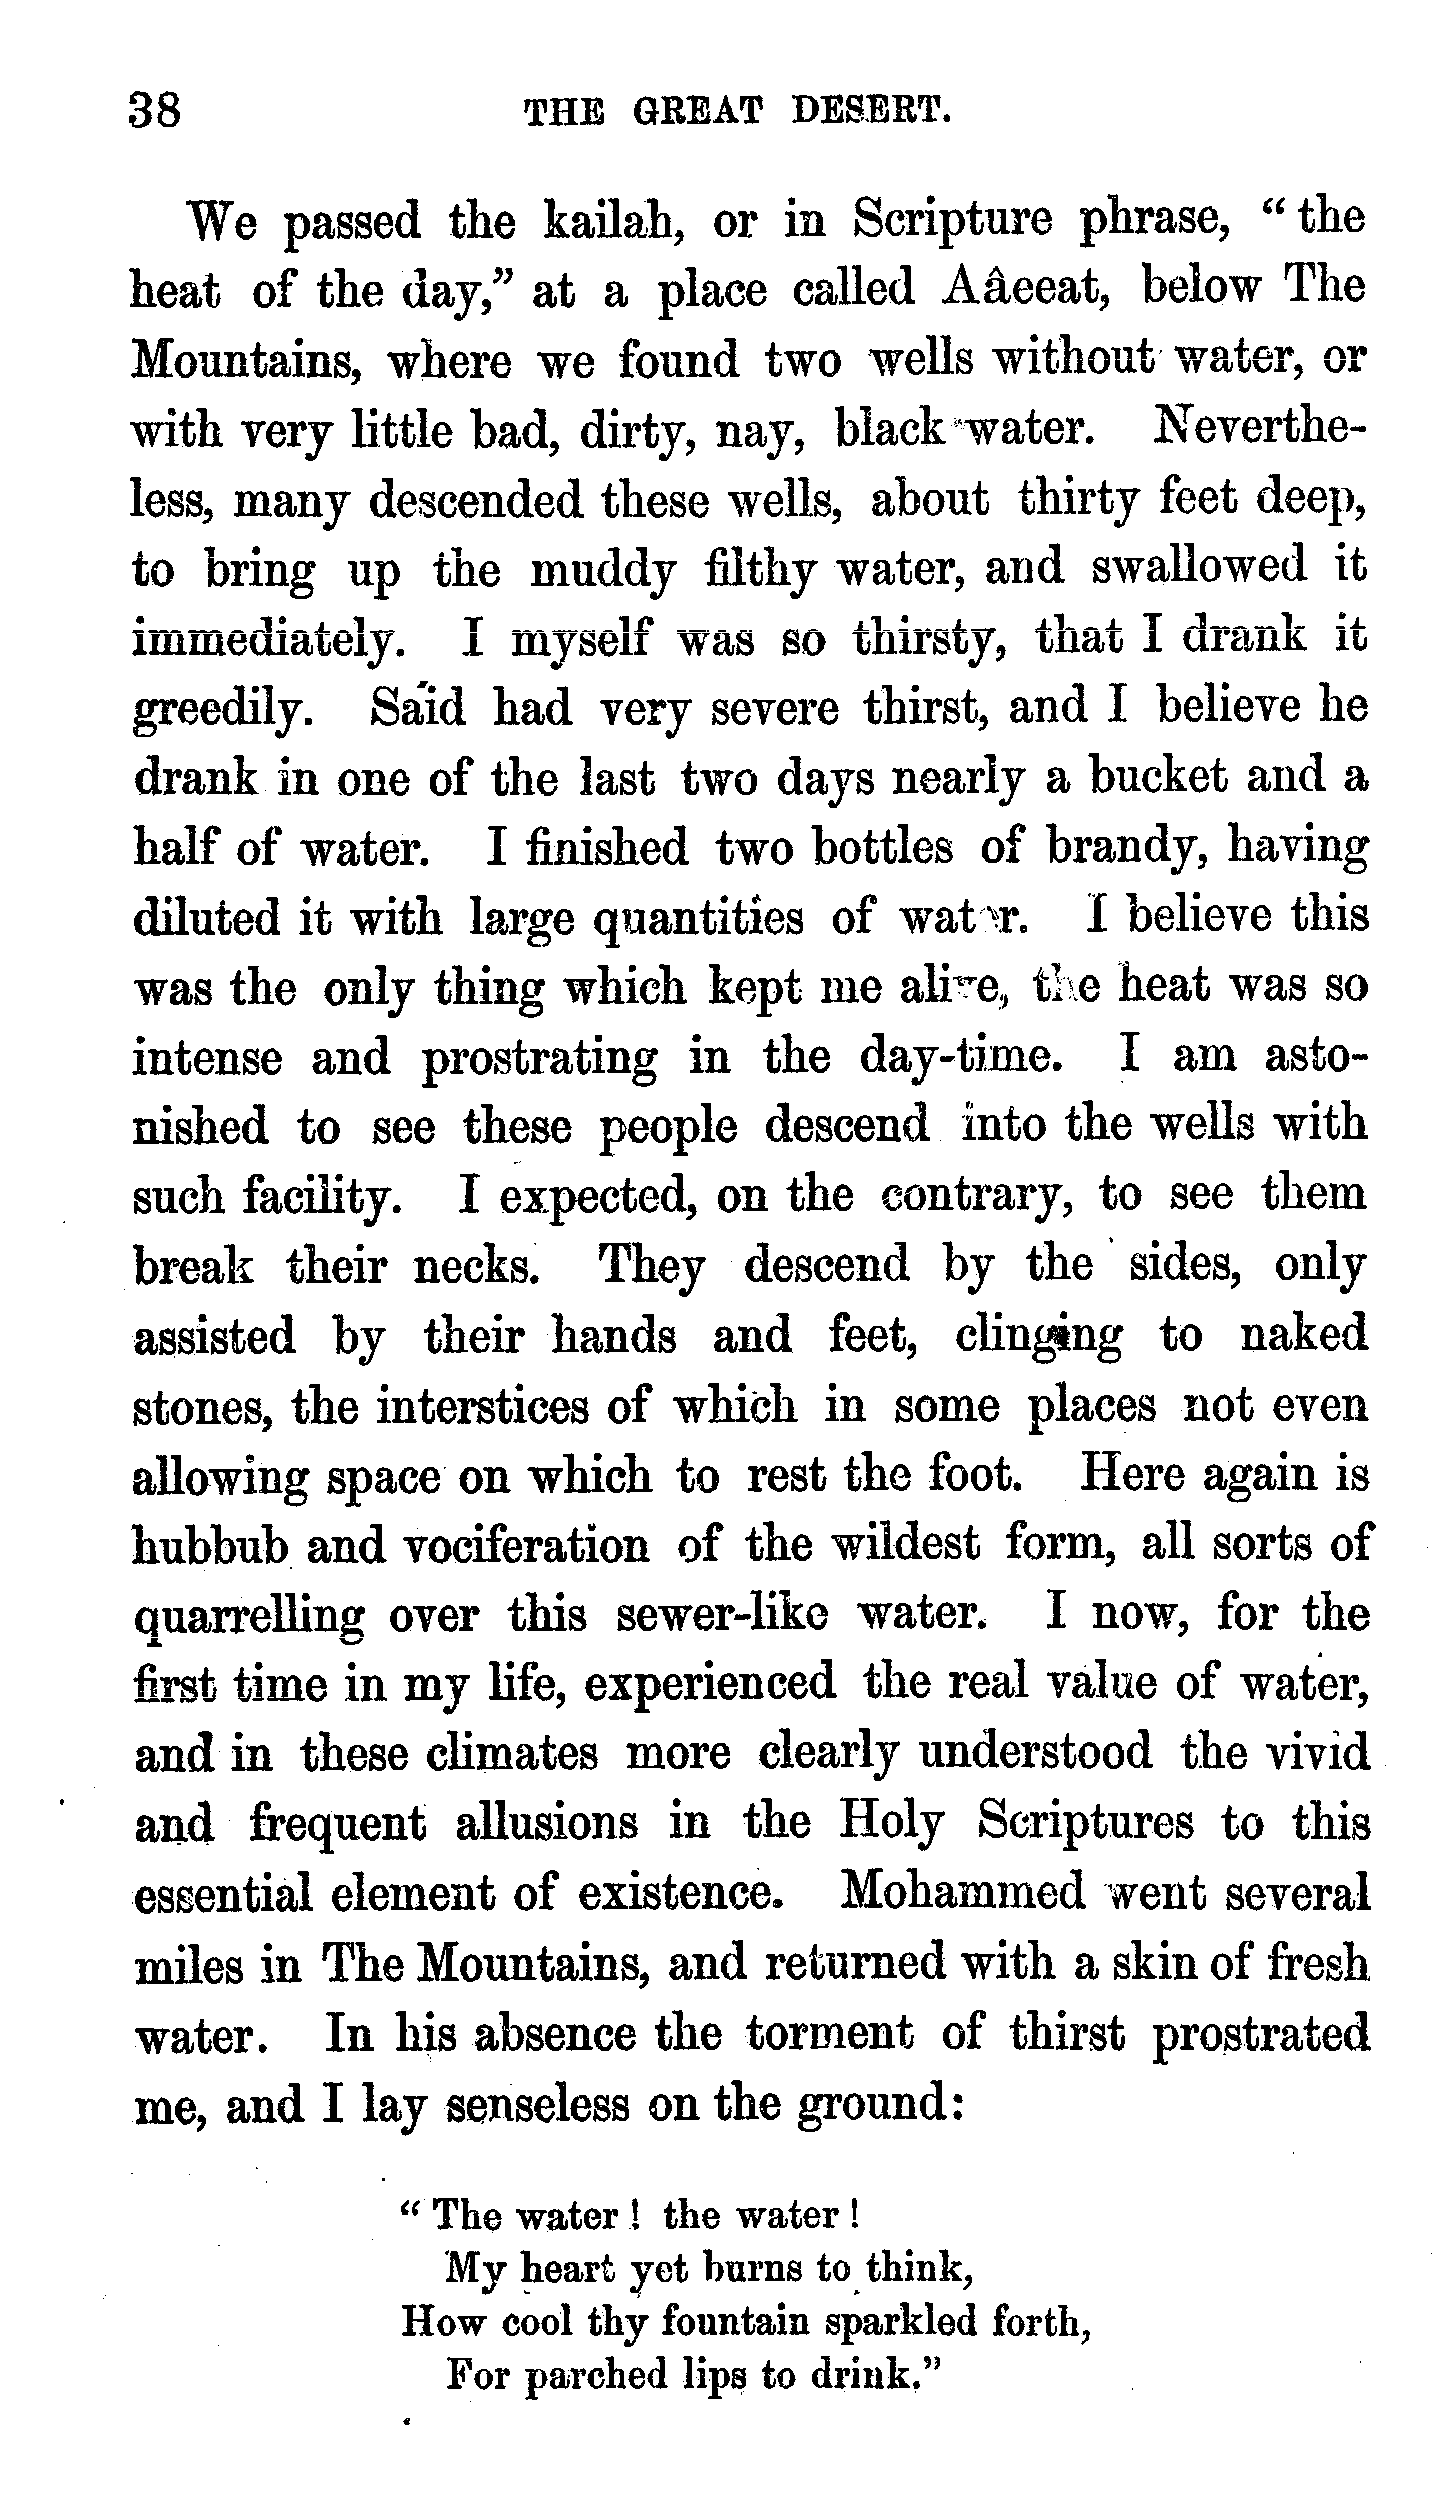 38 THE GREAT DESERT.
We passed the kailah, or in Scripture phrase, “the
heat of the day,” at a place called Aâeeat, below The
Mountains, where we found two wells without water, or
with very little bad, dirty, nay, black water. Neverthe-
less, many descended these wells, about thirty feet deep,
to bring up the muddy filthy water, and swallowed it
immediately. I myself was so thirsty, that I drank it
greedily. Saïd had very severe thirst, and I believe he
drank in one of the last two days nearly a bucket and a
half of water. I finished two bottles of brandy, having
diluted it with large quantities of water. I believe this
was the only thing which kept me alive, the heat was so
intense and prostrating in the day-time. I am asto-
nished to see these people descend into the wells with
such facility. I expected, on the contrary, to see them
break their necks. They descend by the sides, only
assisted by their hands and feet, clinging to naked
stones, the interstices of which in some places not even
allowing space on which to rest the foot. Here again is
hubbub and vociferation of the wildest form, all sorts of
quarrelling over this sewer-like water. I now, for the
first time in my life, experienced the real value of water,
and in these climates more clearly understood the vivid
and frequent allusions in the Holy Scriptures to this
essential element of existence. Mohammed went several
miles in The Mountains, and returned with a skin of fresh
water. In his absence the torment of thirst prostrated
me, and I lay senseless on the ground:
“The water! the water!
My heart yet burns to think,
How cool thy fountain sparkled forth,
For parched lips to drink.”